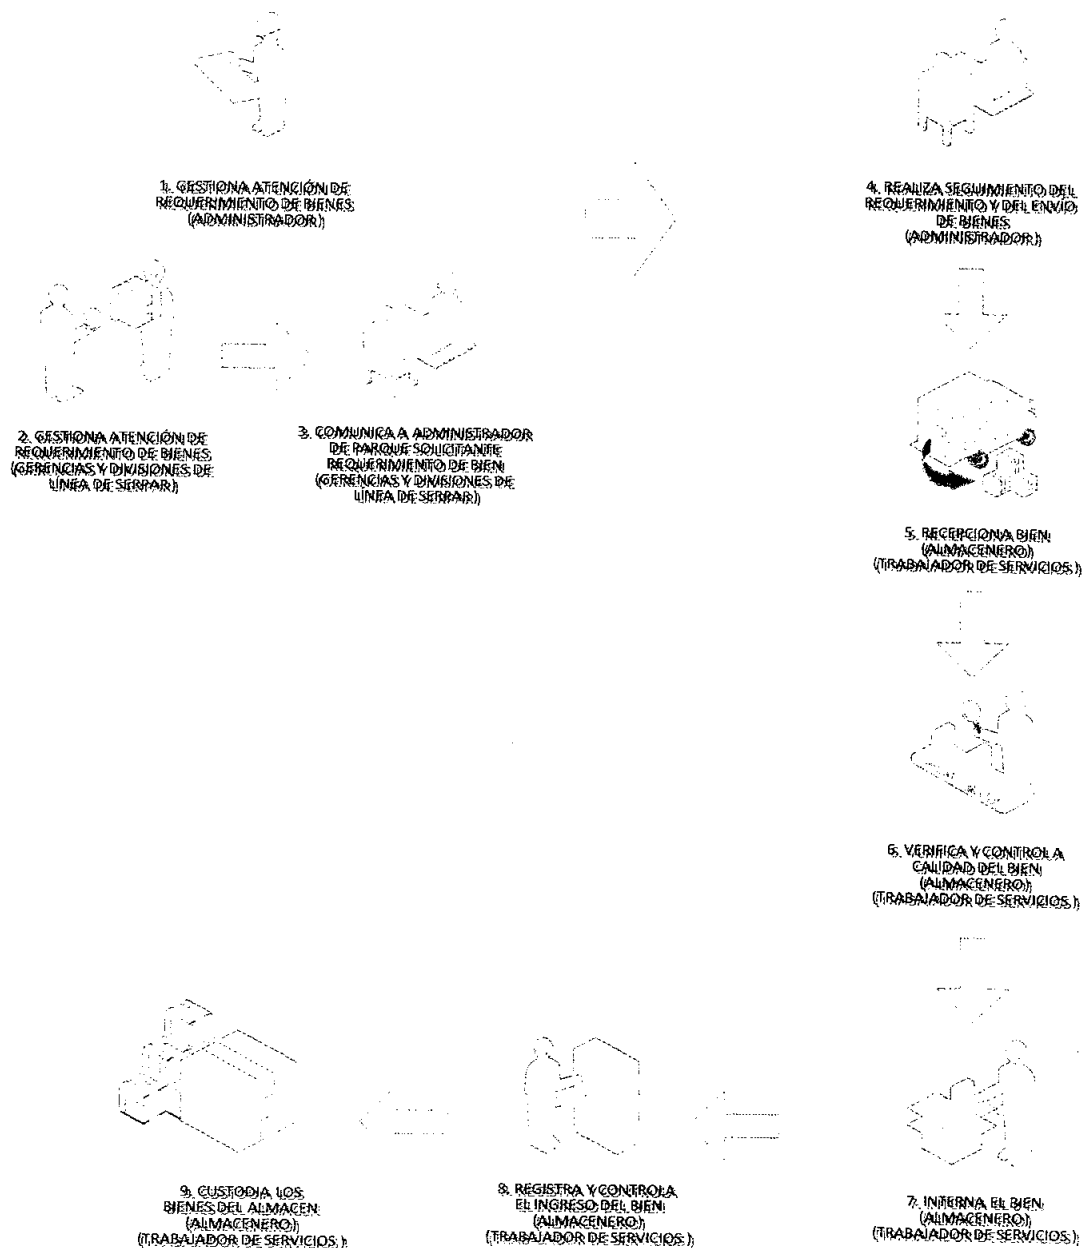 1. GESTIONA ATENCIÓN DE
REQUERIMIENTO DE BIENES
(ADMINISTRADOR)
2. GESTIONA ATENCIÓN DE
REQUERIMIENTO DE BIENES
(GERENCIAS Y DIVISIONES DE
LÍNEA DE SERPAR)
3. COMUNICA A ADMINISTRADOR
DE PARQUE SOLICITANTE
REQUERIMIENTO DE BIEN
(GERENCIAS Y DIVISIONES DE
LÍNEA DE SERPAR)
4. REALIZA SEGUIMIENTO DEL
REQUERIMIENTO Y DEL ENVIO
DE BIENES
(ADMINISTRADOR)
5. RECEPCIONA BIEN
(ALMACENERO)
(TRABAJADOR DE SERVICIOS)
6. VERIFICA Y CONTROLA
CALIDAD DEL BIEN
(ALMACENERO)
(TRABAJADOR DE SERVICIOS)
7. INTERNA EL BIEN
(ALMACENERO)
(TRABAJADOR DE SERVICIOS)
8. REGISTRA Y CONTROLA
EL INGRESO DEL BIEN
(ALMACENERO)
(TRABAJADOR DE SERVICIOS)
9. CUSTODIA LOS
BIENES DEL ALMACEN
(ALMACENERO)
(TRABAJADOR DE SERVICIOS)